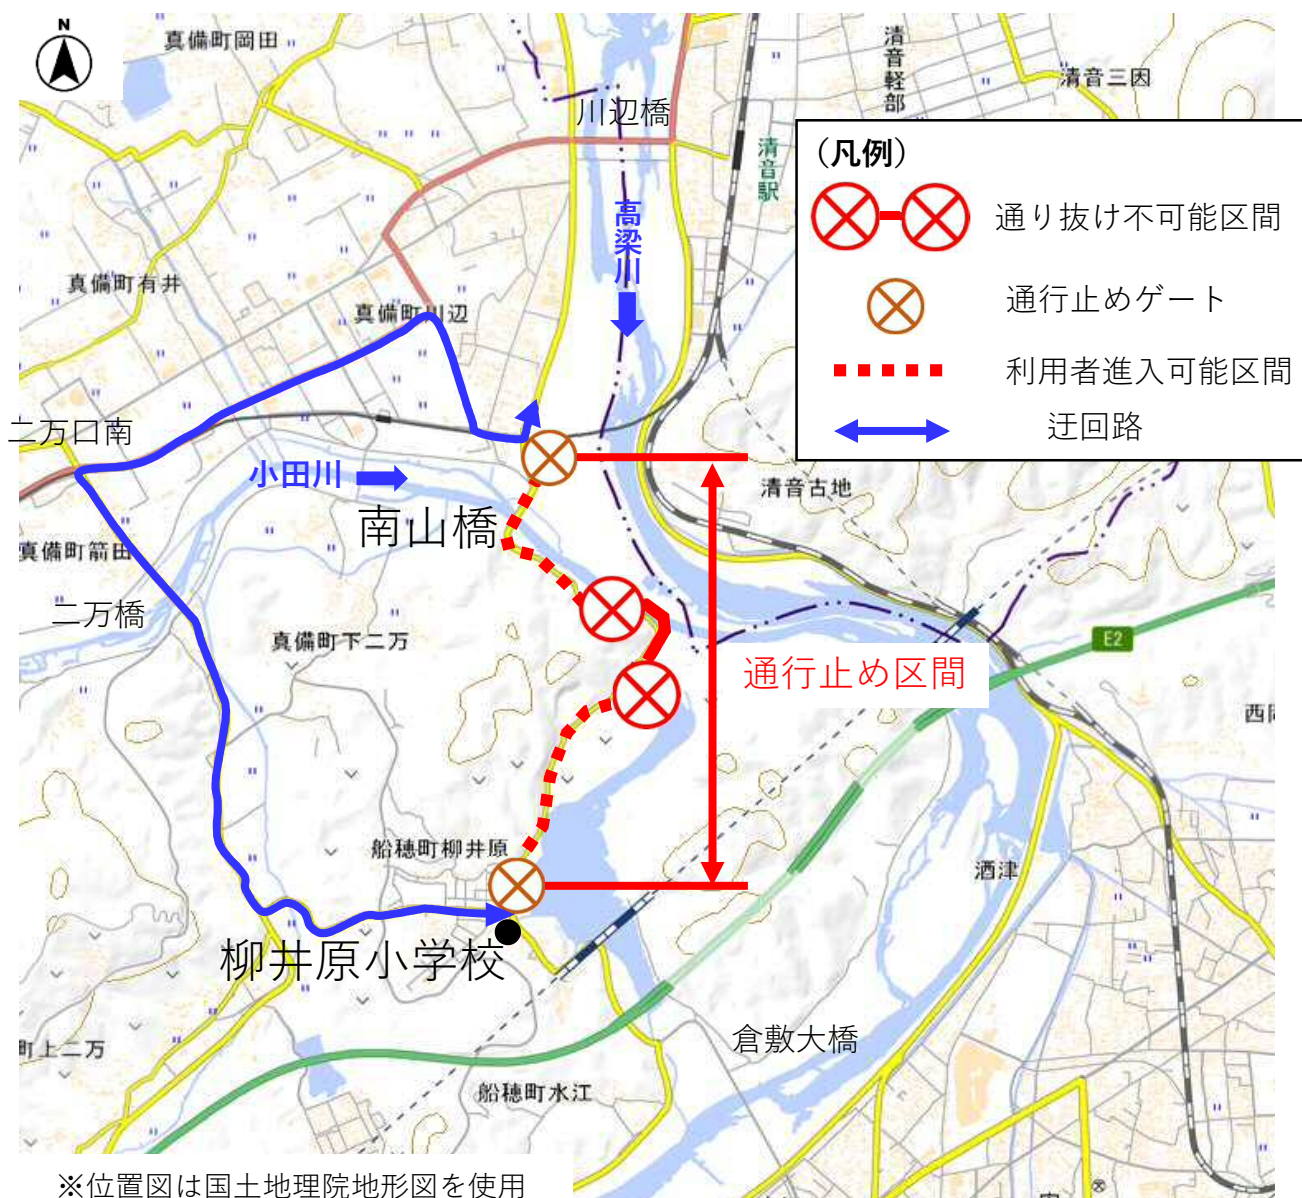 N
真備町岡田
川辺橋
清音軽部
清音三因
清音駅
(凡例)
通り抜け不可能区間
通行止めゲート
利用者進入可能区間
迂回路
高梁川
真備町有井
真備町川辺
二万口南
小田川
南山橋
清音古地
真備町箭田
二万橋
真備町下二万
E2
通行止め区間
船穂町柳井原
酒津
柳井原小学校
倉敷大橋
町上二万
船穂町水江
※位置図は国土地理院地形図を使用